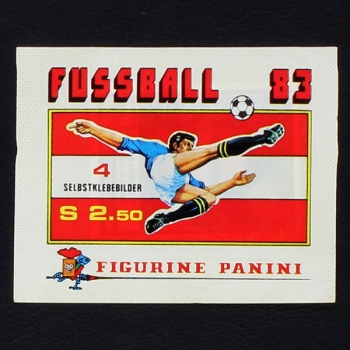 FUSSBALL 83
4
SELBSTKLEBEBILDER
S 2.50
FIGURINE PANINI